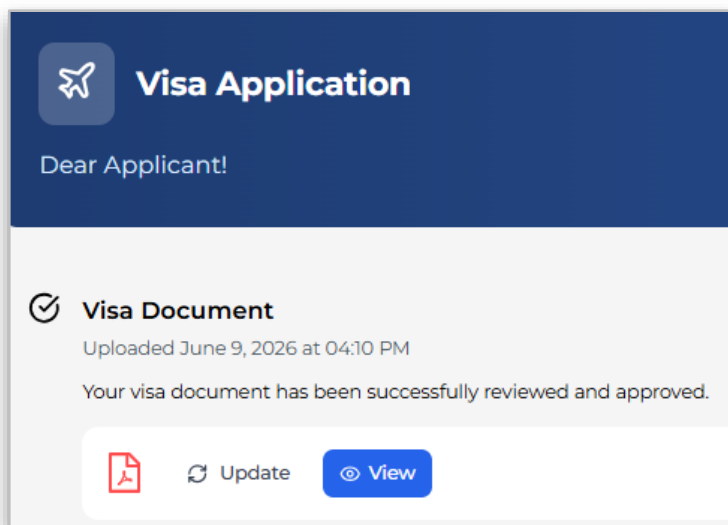 Visa Application
Dear Applicant!
Visa Document
Uploaded June 9, 2026 at 04:10 PM
Your visa document has been successfully reviewed and approved.
Update View